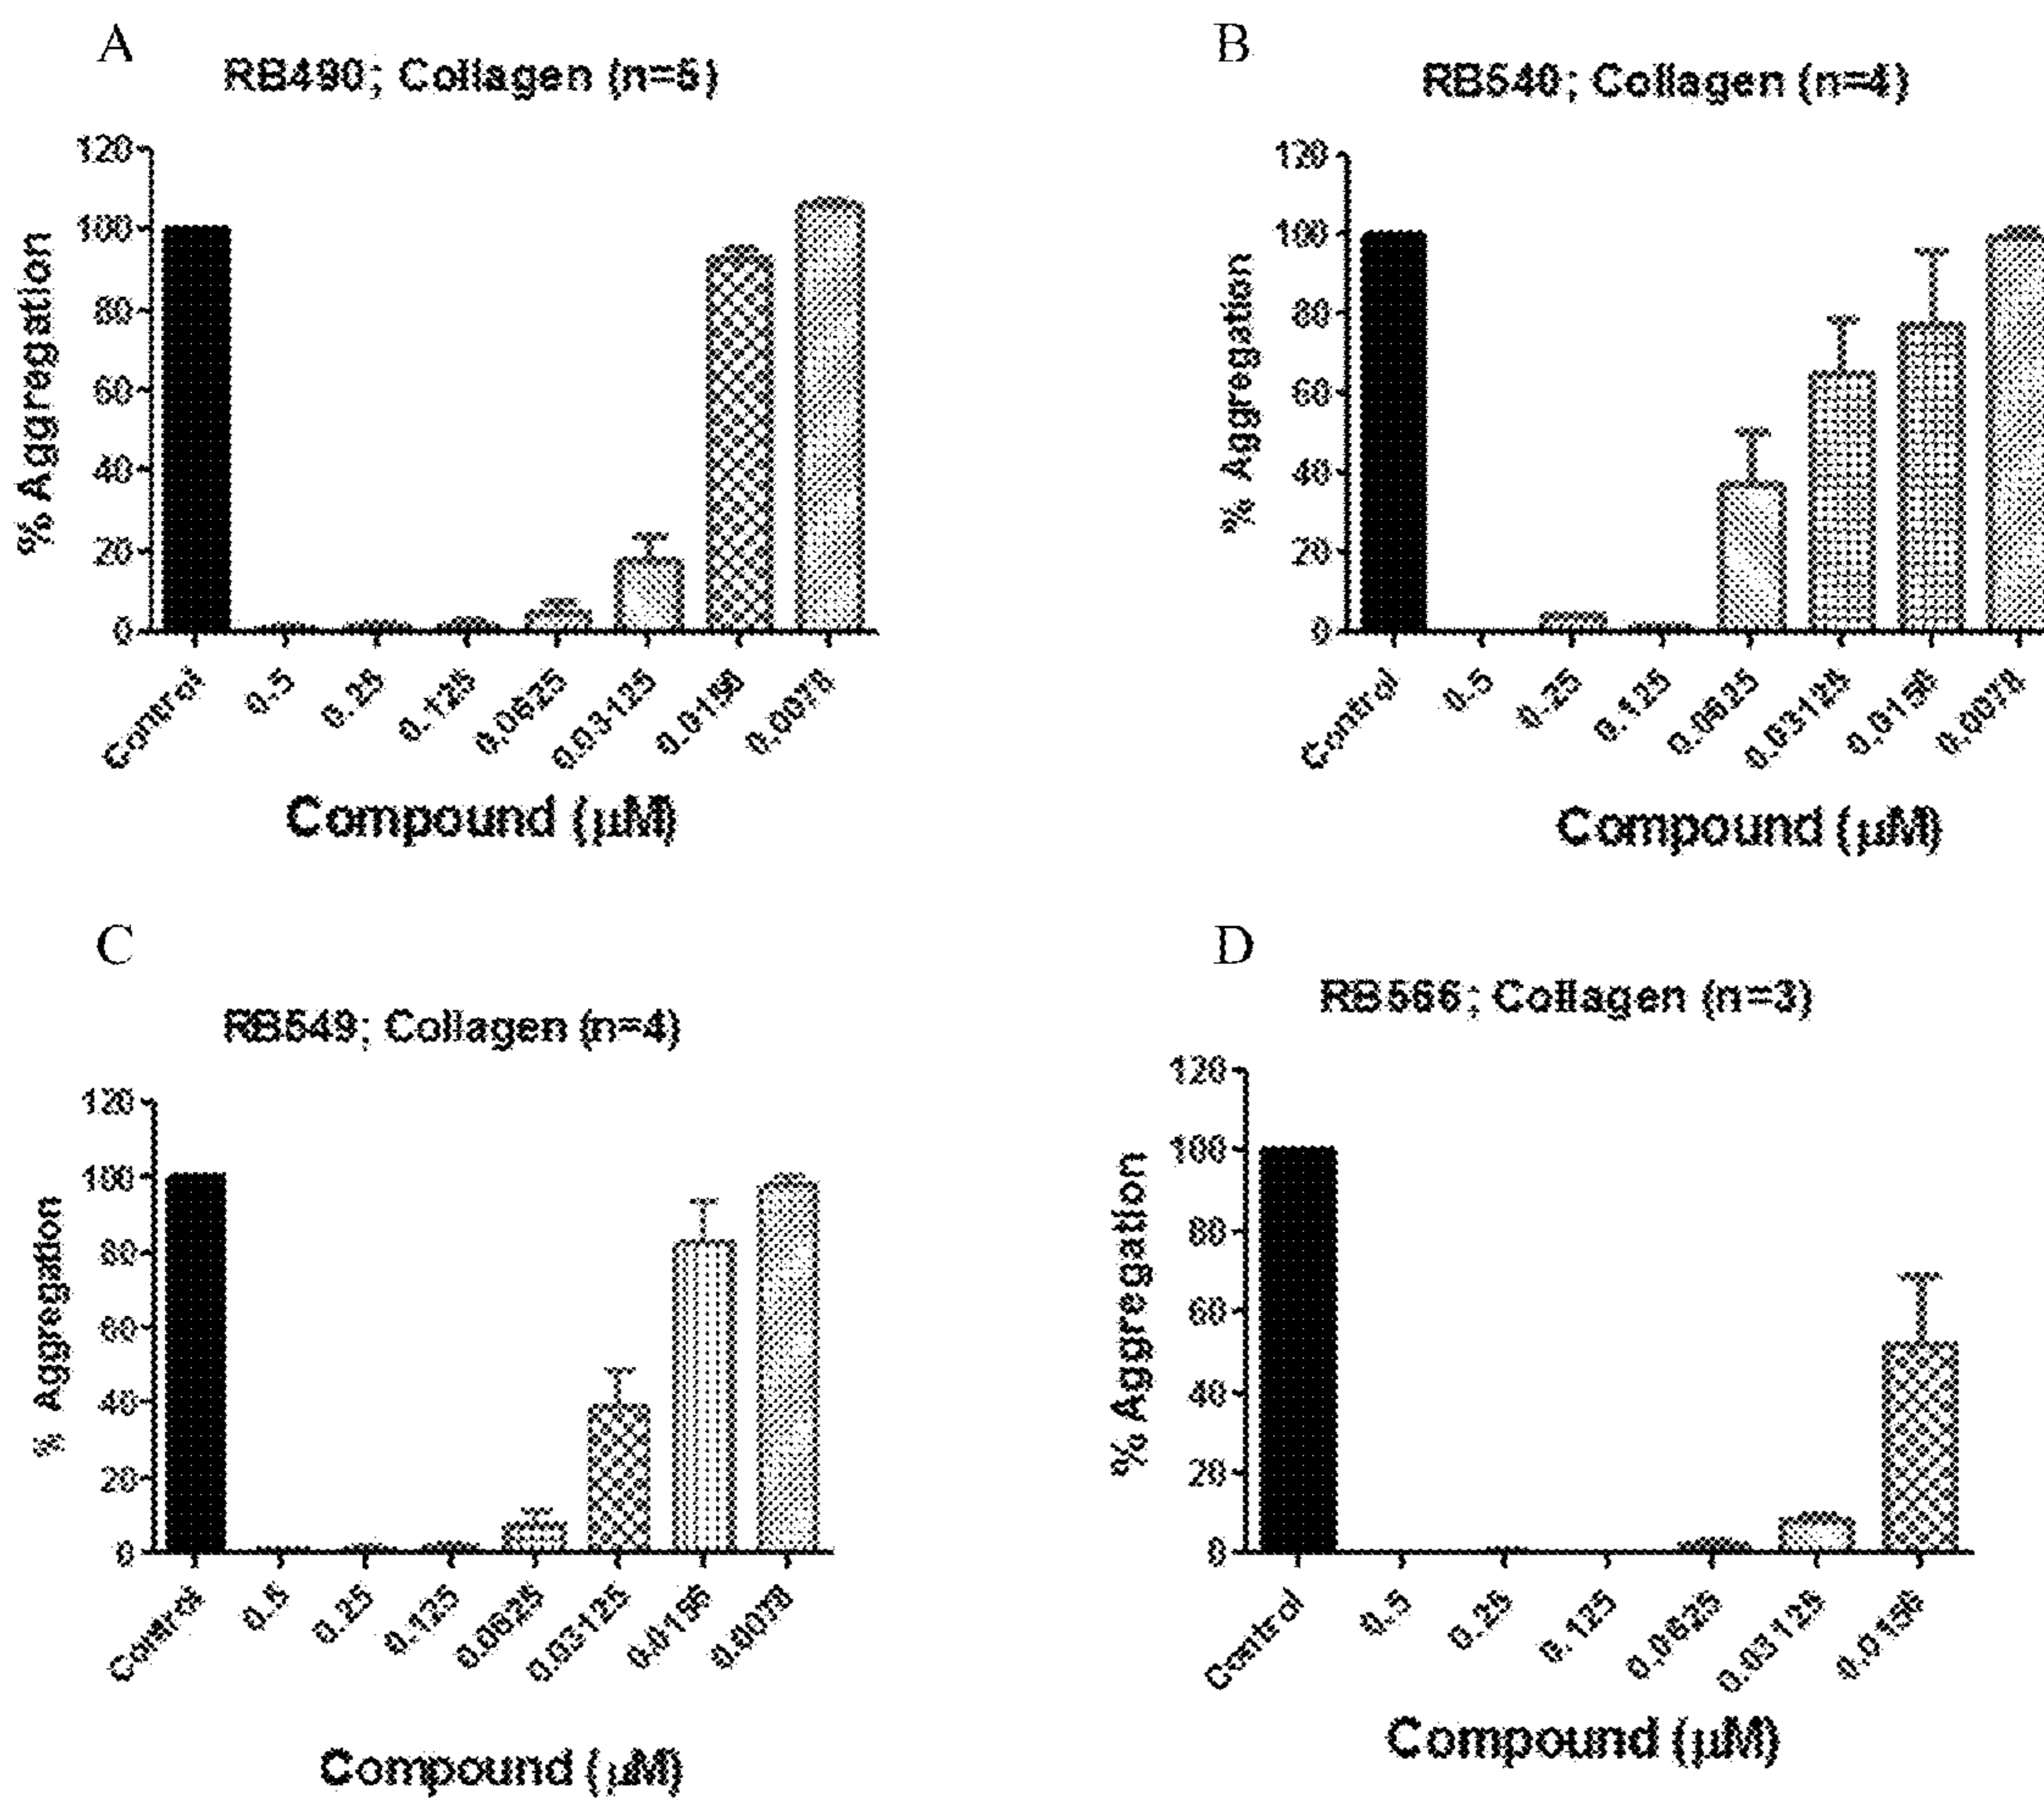 A
RB490; Collagen (n=5)
120
100
80
60
40
20
0
% Aggregation
Control
0.5
0.25
0.125
0.0625
0.03125
0.0156
0.0078
Compound (μM)
B
RB540; Collagen (n=4)
120
100
80
60
40
20
0
% Aggregation
Control
0.5
0.25
0.125
0.0625
0.03125
0.0156
0.0078
Compound (μM)
C
RB549; Collagen (n=4)
120
100
80
60
40
20
0
% Aggregation
Control
0.5
0.25
0.125
0.0625
0.03125
0.0156
0.0078
Compound (μM)
D
Collagen (n=3)
120
100
80
60
40
20
0
% Aggregation
Control
0.5
0.25
0.125
0.0625
0.03125
0.0156
Compound (μM)